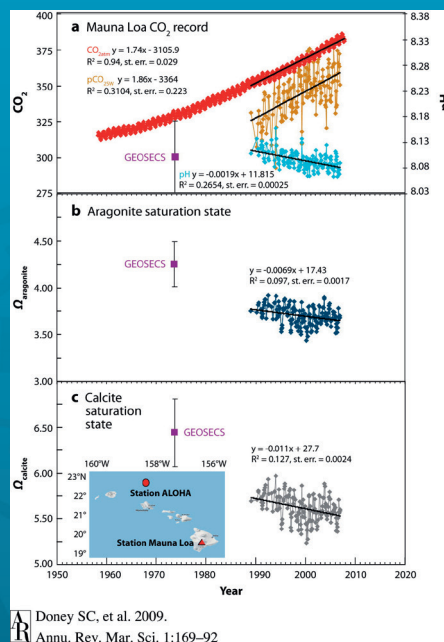 a Mauna Loa CO₂ record
CO₂ₐₜₘ y = 1.74x - 3105.9
R² = 0.94, st. err. = 0.029
pCO₂SW y = 1.86x - 3364
R² = 0.3104, st. err. = 0.223
GEOSECS
pH y = -0.0019x + 11.815
R² = 0.2654, st. err. = 0.00025
400
375
350
325
300
275
CO₂
8.38
8.33
8.28
8.23
8.18
8.13
8.08
8.03
pH
b Aragonite saturation state
GEOSECS
y = -0.0069x + 17.43
R² = 0.097, st. err. = 0.0017
4.50
4.00
3.50
3.00
Ωaragonite
c Calcite
saturation
state
GEOSECS
y = -0.011x + 27.7
R² = 0.127, st. err. = 0.0024
6.50
6.00
5.50
5.00
Ωcalcite
160°W 158°W 156°W
23°N
22°
21°
20°
19°
Station ALOHA
Station Mauna Loa
1950 1960 1970 1980 1990 2000 2010 2020
Year
AR
Doney SC, et al. 2009.
Annu. Rev. Mar. Sci. 1:169–92